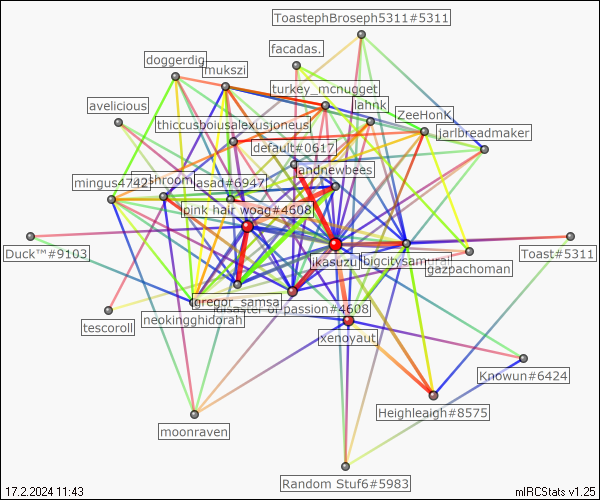 ToastephBroseph5311#5311
facadas.
doggerdig
mukszi
turkey_mcnugget
avelicious
lahnk
ZeeHonK
thiccusboiusalexusjoneus
jarlbreadmaker
default#0617
andnewbees
mingus4742
shroom
asad#6947
pink hair woag#4608
Duck™#9103
jkasuzu
bigcitysamurai
Toast#5311
gazpachoman
gregor_samsa
disaster of passion#4608
tescoroll
neokingghidorah
xenoyaut
Knowun#6424
Heighleaigh#8575
moonraven
Random Stuf6#5983
17.2.2024 11:43
mIRCStats v1.25